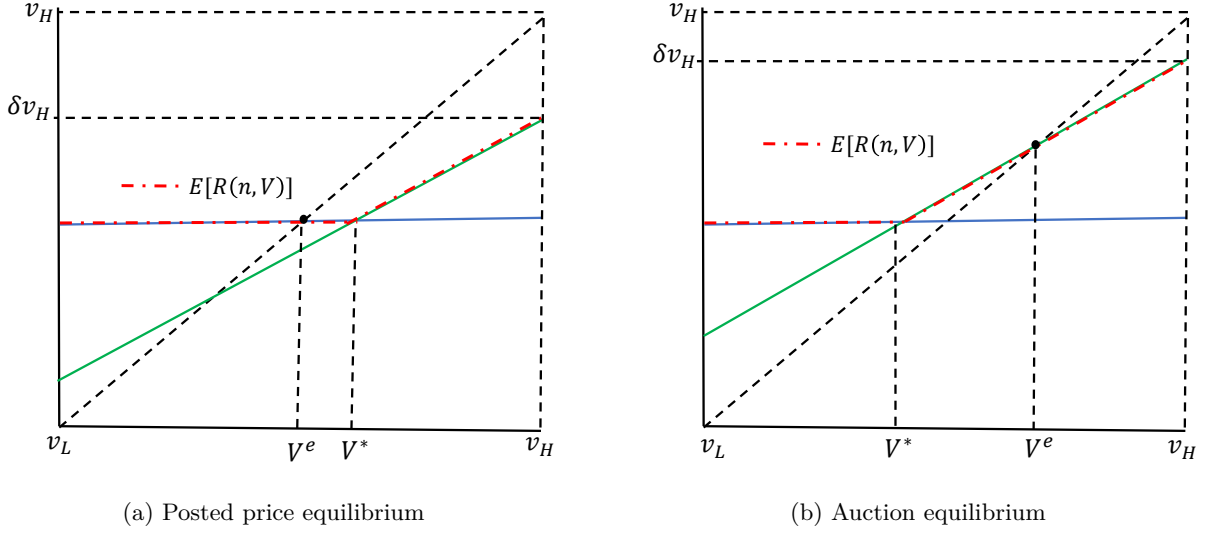 v_H
δv_H
E[R(n,V)]
v_L
V^e
V^*
v_H
(a) Posted price equilibrium
v_H
δv_H
E[R(n,V)]
v_L
V^*
V^e
v_H
(b) Auction equilibrium